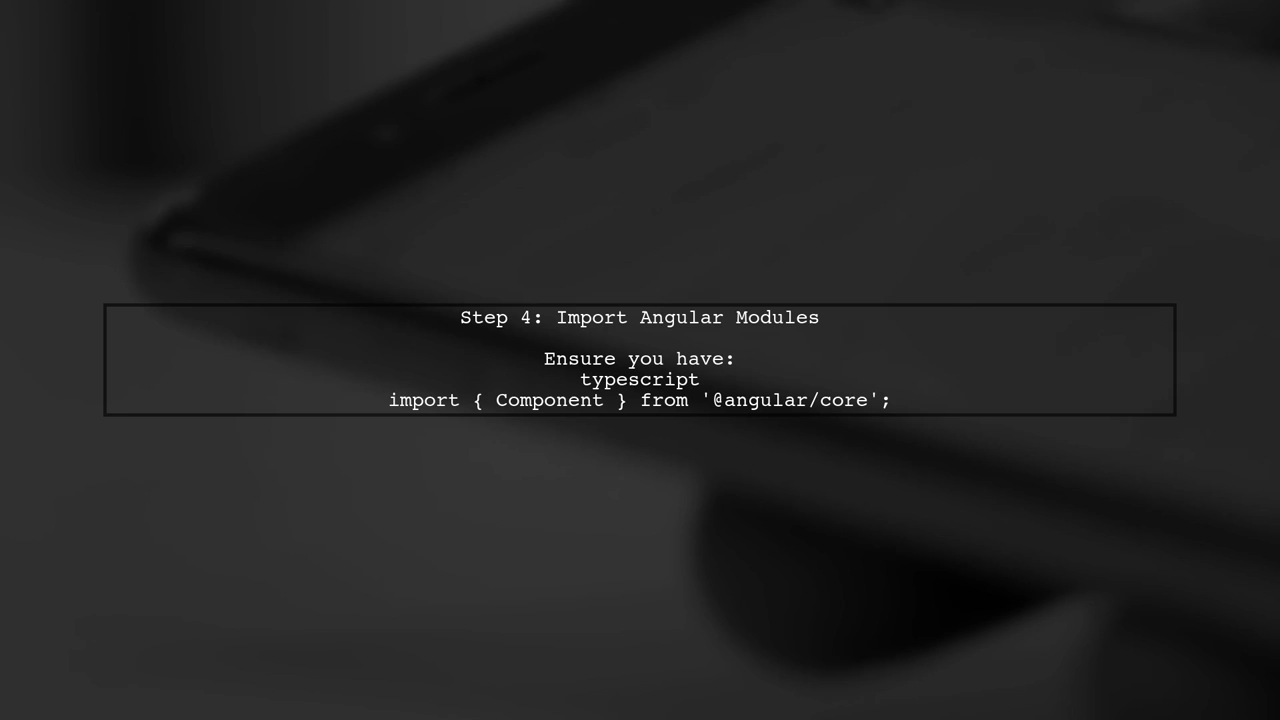 Step 4: Import Angular Modules
Ensure you have:
typescript
import { Component } from '@angular/core';